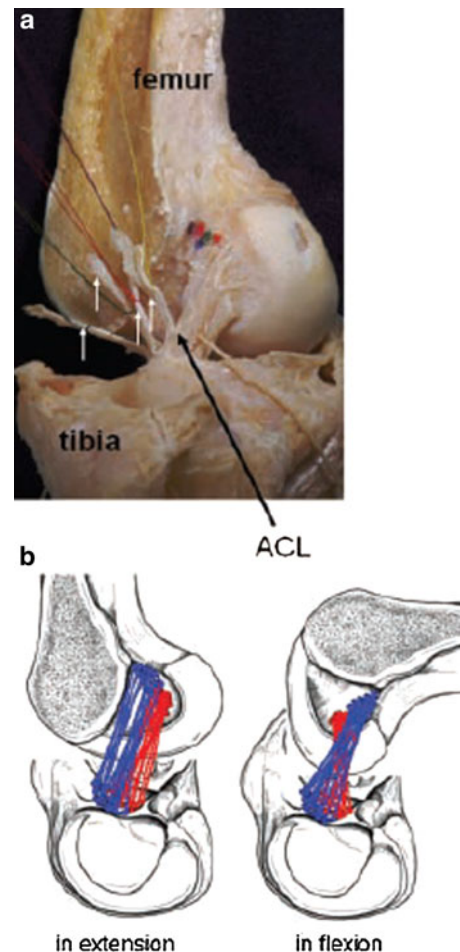 a
femur
tibia
ACL
b
in extension
in flexion